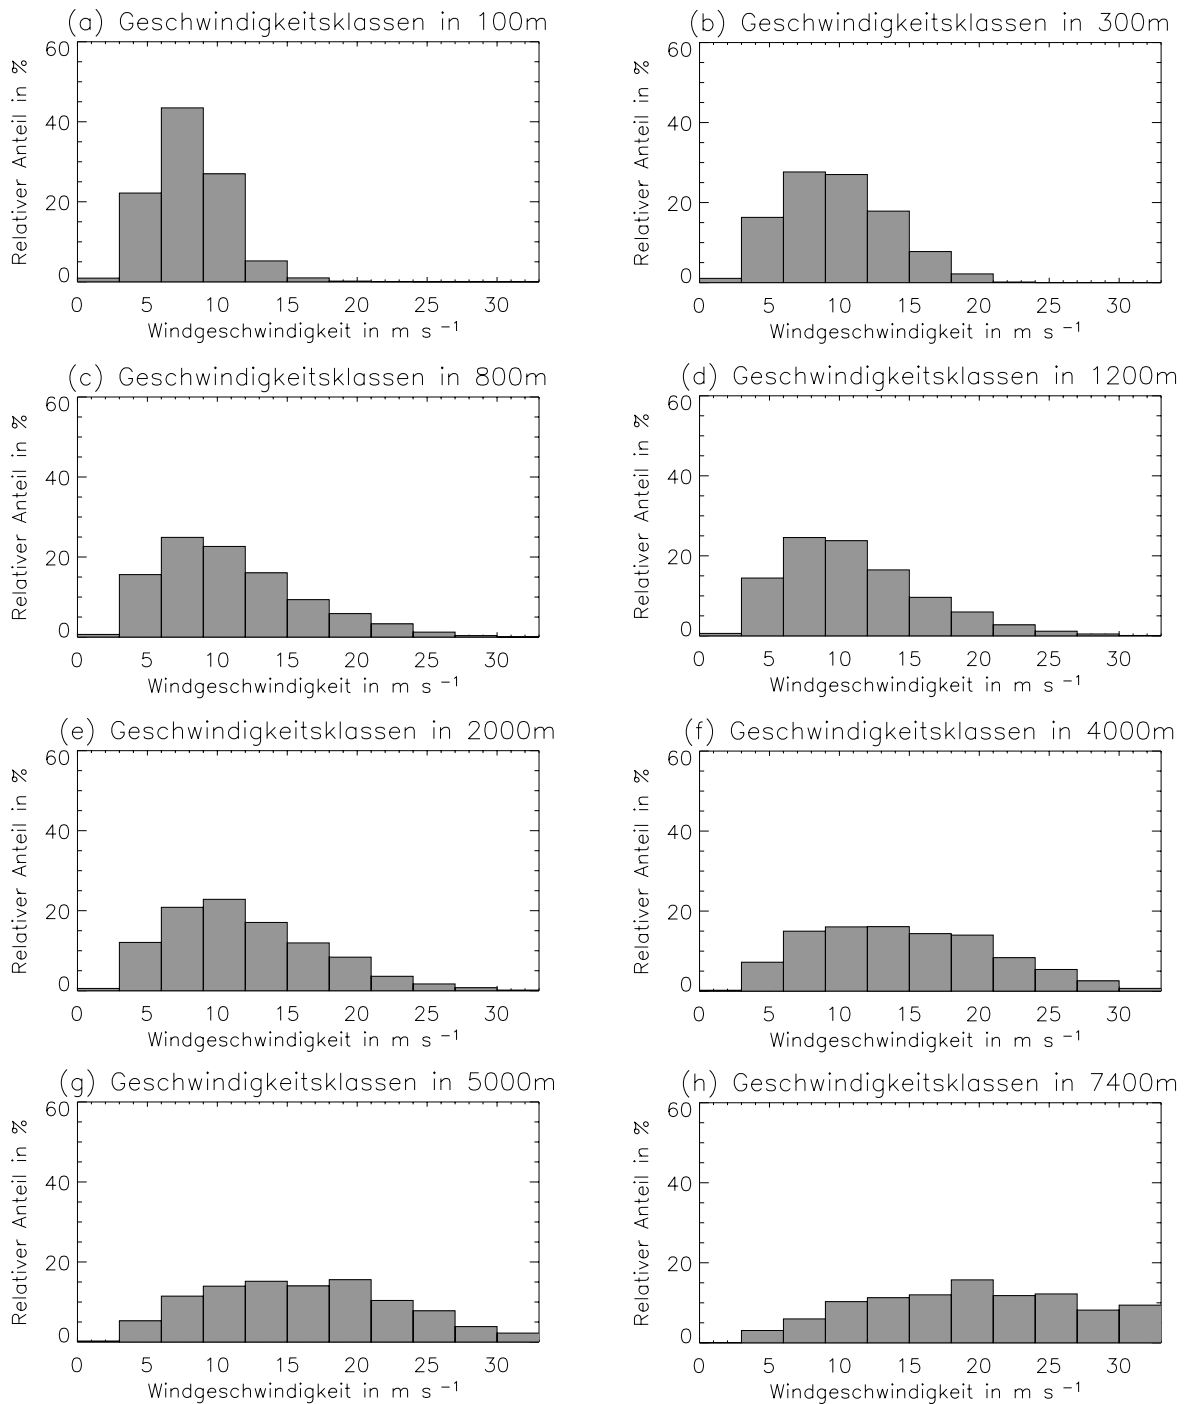 (a) Geschwindigkeitsklassen in 100m
60
40
20
0
Relativer Anteil in %
0 5 10 15 20 25 30
Windgeschwindigkeit in m s⁻¹
(b) Geschwindigkeitsklassen in 300m
60
40
20
0
Relativer Anteil in %
0 5 10 15 20 25 30
Windgeschwindigkeit in m s⁻¹
(c) Geschwindigkeitsklassen in 800m
60
40
20
0
Relativer Anteil in %
0 5 10 15 20 25 30
Windgeschwindigkeit in m s⁻¹
(d) Geschwindigkeitsklassen in 1200m
60
40
20
0
Relativer Anteil in %
0 5 10 15 20 25 30
Windgeschwindigkeit in m s⁻¹
(e) Geschwindigkeitsklassen in 2000m
60
40
20
0
Relativer Anteil in %
0 5 10 15 20 25 30
Windgeschwindigkeit in m s⁻¹
(f) Geschwindigkeitsklassen in 4000m
60
40
20
0
Relativer Anteil in %
0 5 10 15 20 25 30
Windgeschwindigkeit in m s⁻¹
(g) Geschwindigkeitsklassen in 5000m
60
40
20
0
Relativer Anteil in %
0 5 10 15 20 25 30
Windgeschwindigkeit in m s⁻¹
(h) Geschwindigkeitsklassen in 7400m
60
40
20
0
Relativer Anteil in %
0 5 10 15 20 25 30
Windgeschwindigkeit in m s⁻¹